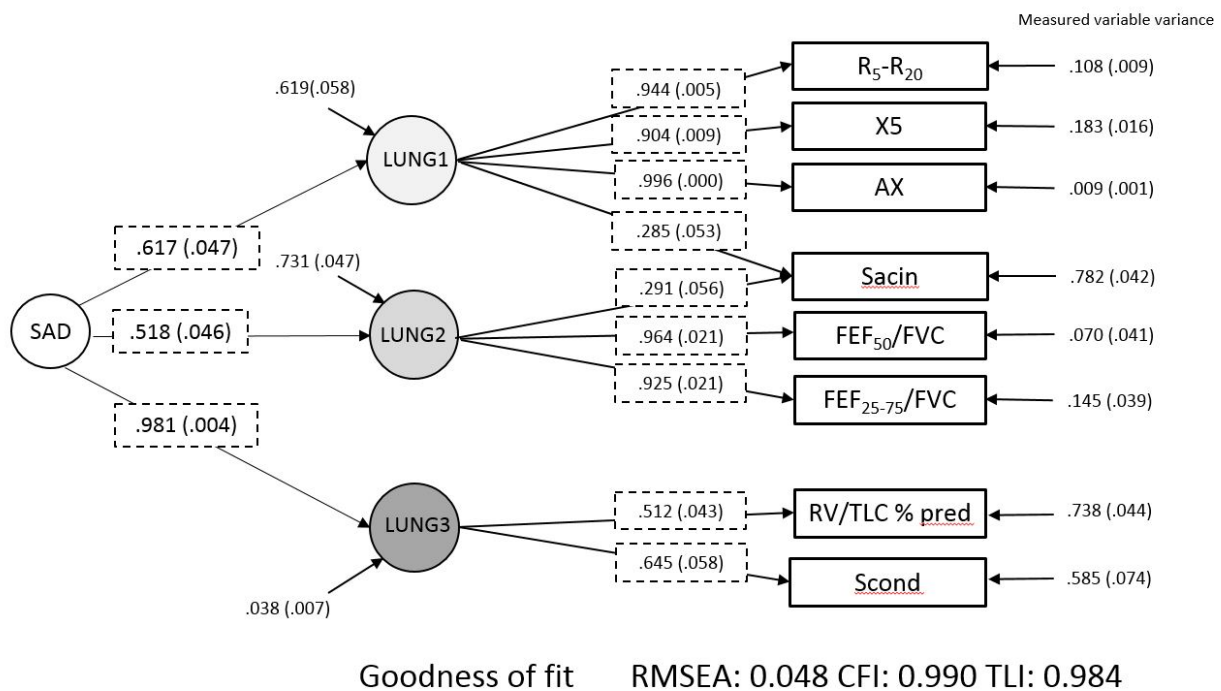 Measured variable variance
R₅-R₂₀
.108 (.009)
.944 (.005)
.619(.058)
X5
.183 (.016)
.904 (.009)
LUNG1
.996 (.000)
AX
.009 (.001)
.285 (.053)
.617 (.047)
.731 (.047)
Sacin
.782 (.042)
.291 (.056)
SAD
.518 (.046)
LUNG2
.964 (.021)
FEF₅₀/FVC
.070 (.041)
.925 (.021)
FEF₂₅₋₇₅/FVC
.145 (.039)
.981 (.004)
LUNG3
.512 (.043)
RV/TLC % pred
.738 (.044)
.645 (.058)
Scond
.585 (.074)
.038 (.007)
Goodness of fit RMSEA: 0.048 CFI: 0.990 TLI: 0.984